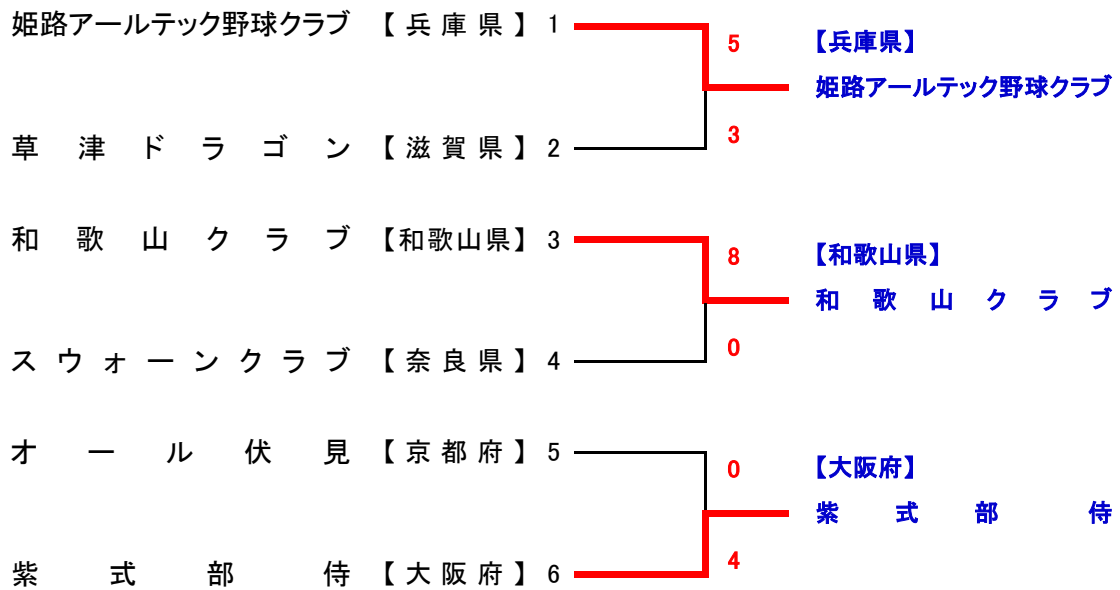 姫路アールテック野球クラブ 【兵庫県】 1
5
【兵庫県】
姫路アールテック野球クラブ
3
草津ドラゴン 【滋賀県】 2
和歌山クラブ 【和歌山県】 3
8
【和歌山県】
和歌山クラブ
0
スウォーンクラブ 【奈良県】 4
オール伏見 【京都府】 5
0
【大阪府】
紫式部侍
4
紫式部侍 【大阪府】 6